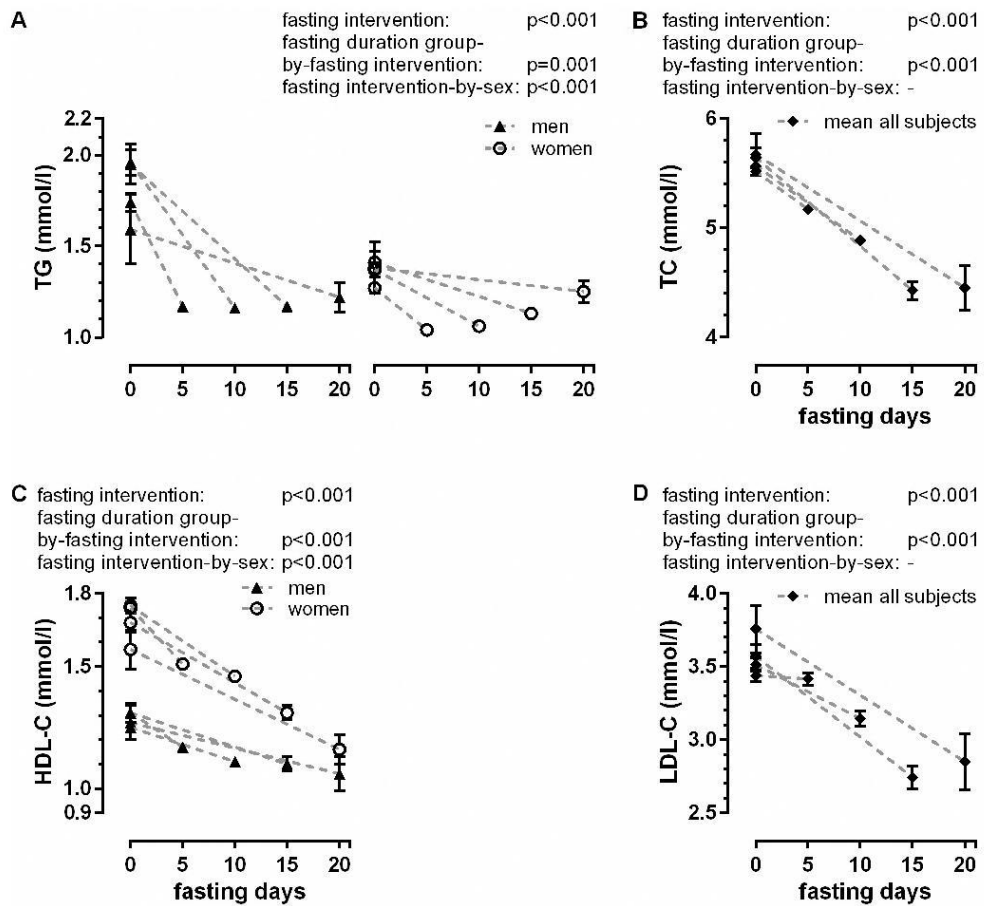 A
fasting intervention: p<0.001
fasting duration group-
by-fasting intervention: p=0.001
fasting intervention-by-sex: p<0.001
men
women
TG (mmol/l)
2.2
2.0
1.5
1.0
0 5 10 15 20
0 5 10 15 20
B
fasting intervention: p<0.001
fasting duration group-
by-fasting intervention: p<0.001
fasting intervention-by-sex: -
mean all subjects
TC (mmol/l)
6
5
4
0 5 10 15 20
fasting days
C
fasting intervention: p<0.001
fasting duration group-
by-fasting intervention: p<0.001
fasting intervention-by-sex: p<0.001
men
women
HDL-C (mmol/l)
1.8
1.5
1.0
0.9
0 5 10 15 20
fasting days
D
fasting intervention: p<0.001
fasting duration group-
by-fasting intervention: p<0.001
fasting intervention-by-sex: -
mean all subjects
LDL-C (mmol/l)
4.0
3.5
3.0
2.5
0 5 10 15 20
fasting days